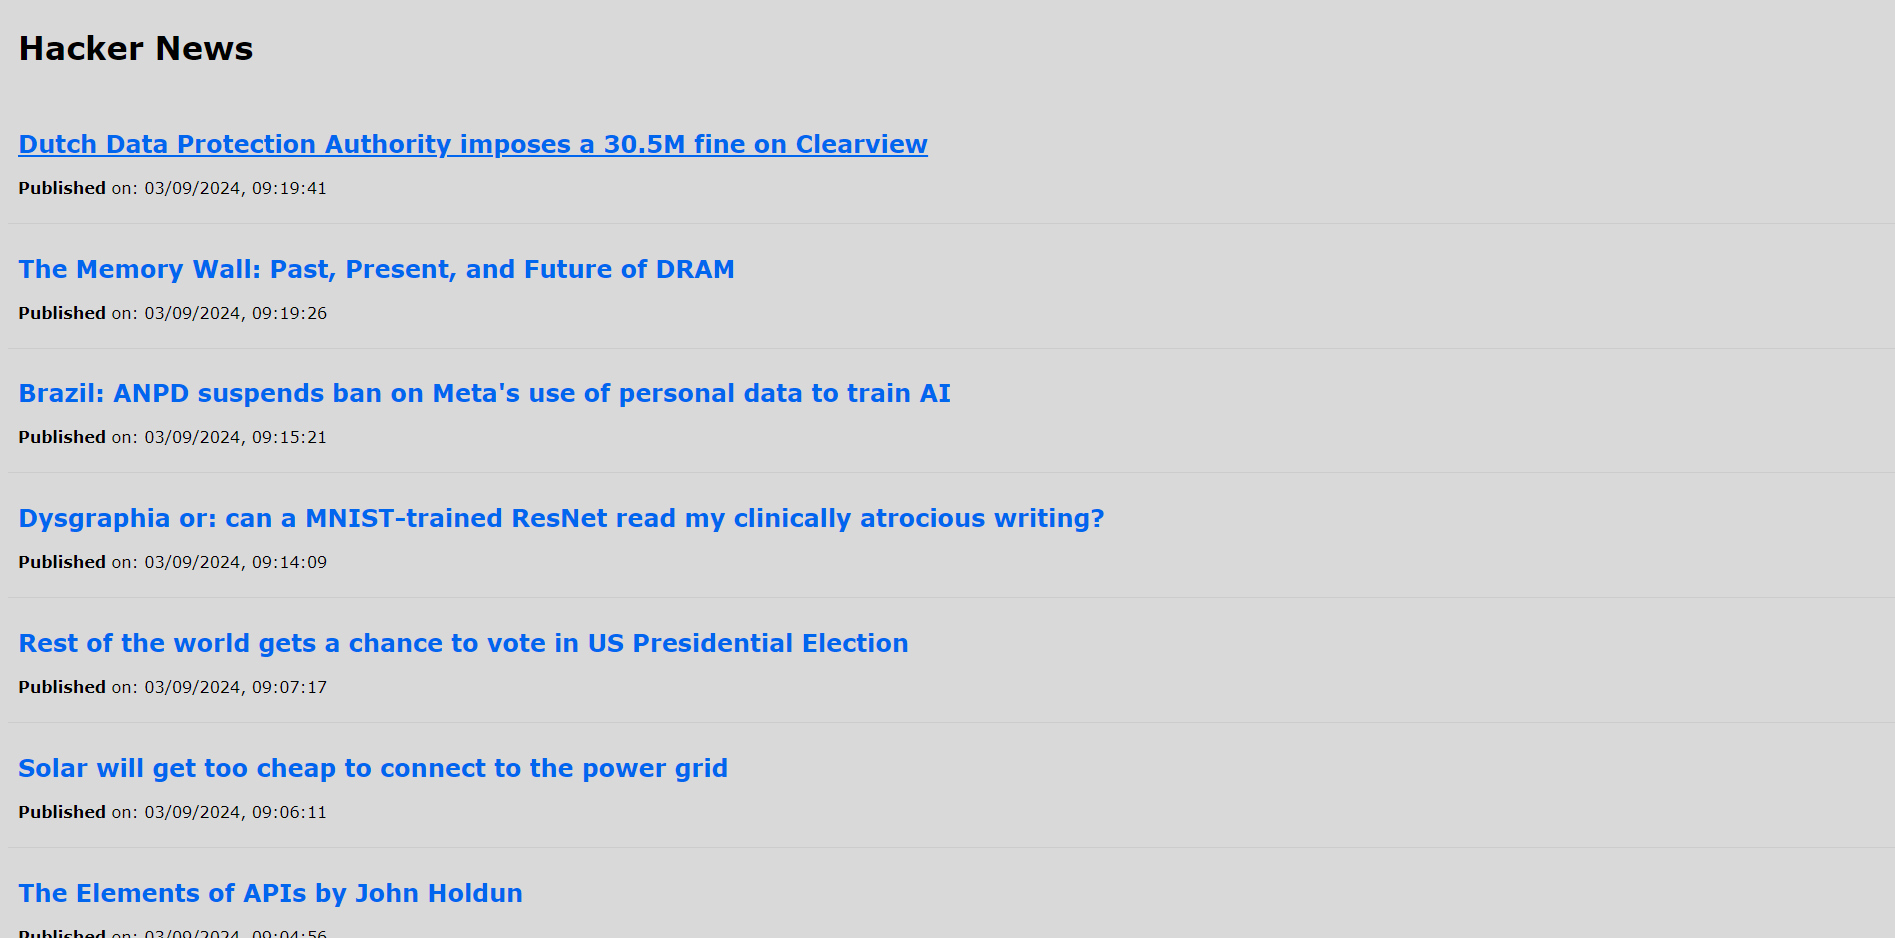 Hacker News
Dutch Data Protection Authority imposes a 30.5M fine on Clearview
Published on: 03/09/2024, 09:19:41
The Memory Wall: Past, Present, and Future of DRAM
Published on: 03/09/2024, 09:19:26
Brazil: ANPD suspends ban on Meta's use of personal data to train AI
Published on: 03/09/2024, 09:15:21
Dysgraphia or: can a MNIST-trained ResNet read my clinically atrocious writing?
Published on: 03/09/2024, 09:14:09
Rest of the world gets a chance to vote in US Presidential Election
Published on: 03/09/2024, 09:07:17
Solar will get too cheap to connect to the power grid
Published on: 03/09/2024, 09:06:11
The Elements of APIs by John Holdun
Published on: 03/09/2024, 09:04:56